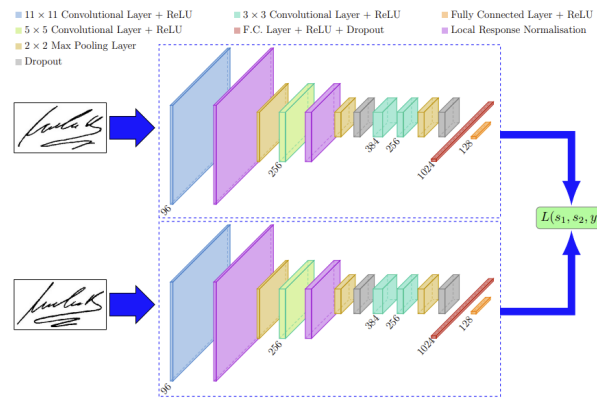 11 × 11 Convolutional Layer + ReLU
3 × 3 Convolutional Layer + ReLU
Fully Connected Layer + ReLU
5 × 5 Convolutional Layer + ReLU
F.C. Layer + ReLU + Dropout
Local Response Normalisation
2 × 2 Max Pooling Layer
Dropout
96
256
384
256
1024
128
L(s₁, s₂, y
96
256
384
256
1024
128